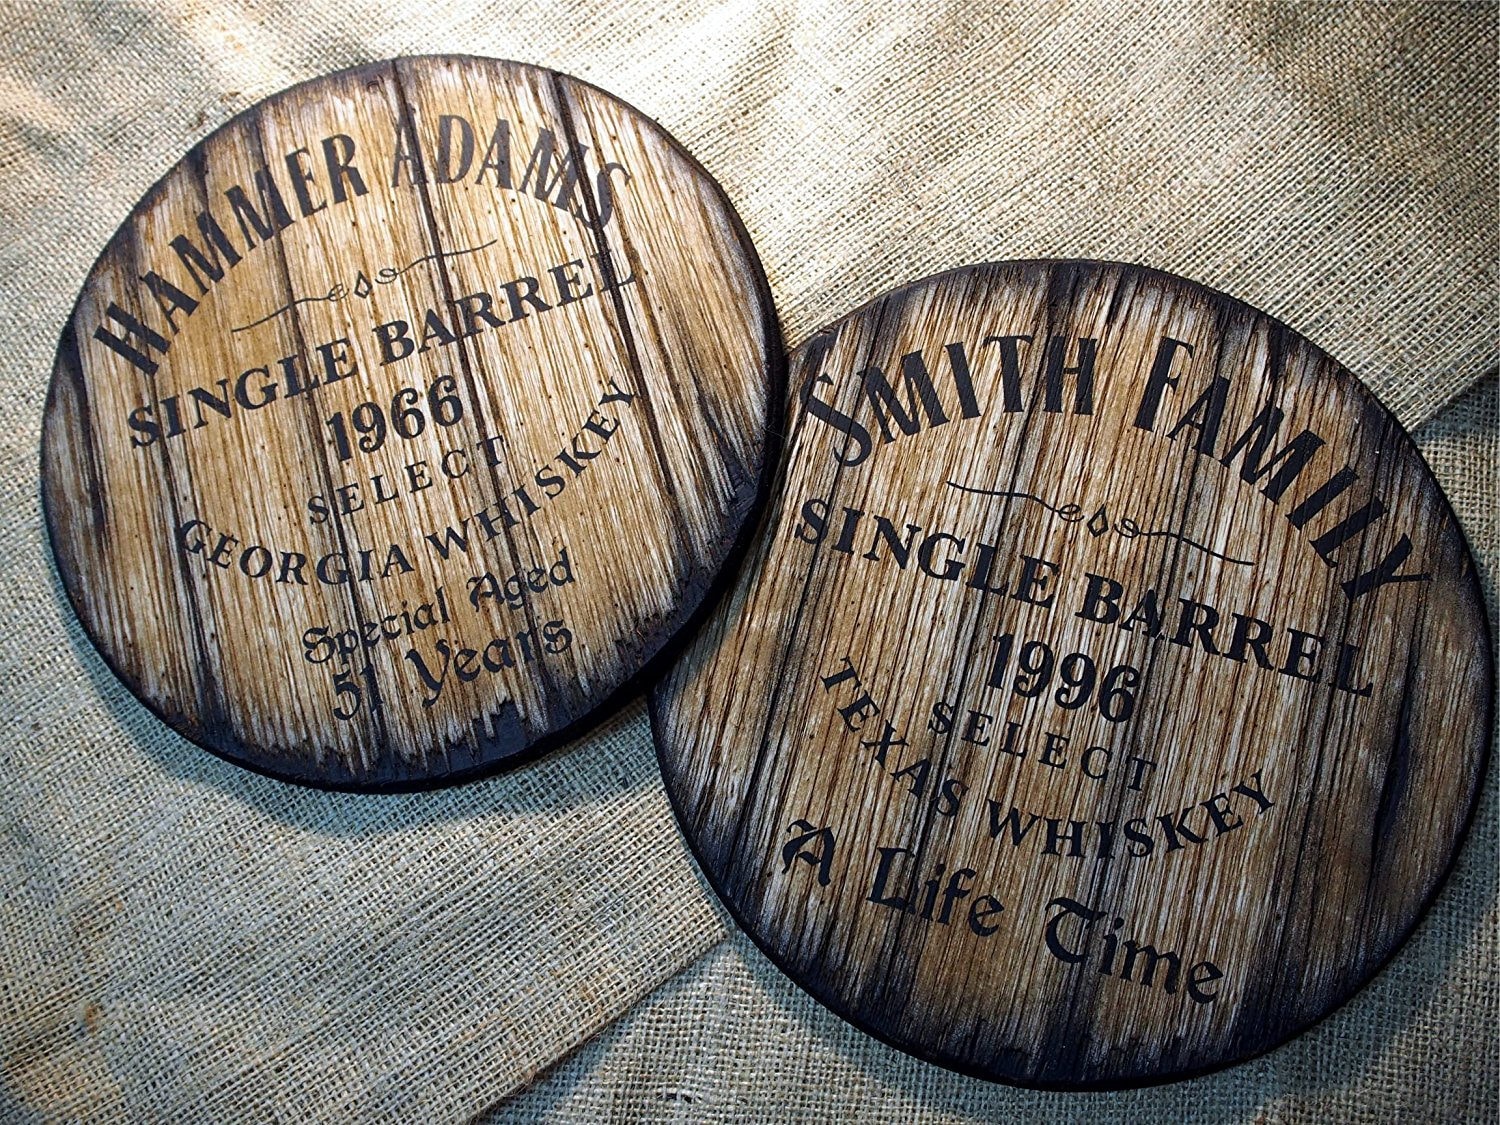 HAMMER ADAMS
SINGLE BARREL
1966
SELECT
GEORGIA WHISKEY
Special Aged
51 Years
SMITH FAMILY
SINGLE BARREL
1996
SELECT
TEXAS WHISKEY
A Life Time